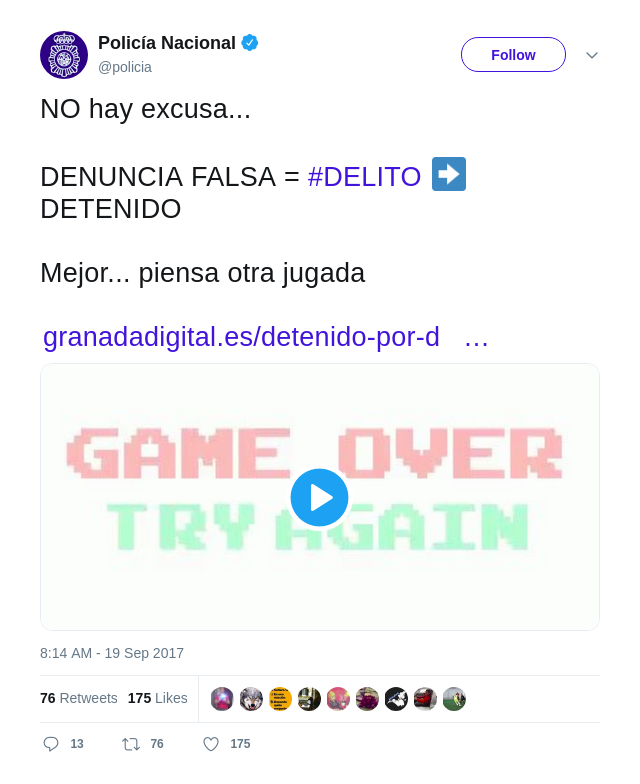 Policía Nacional
@policia
Follow
NO hay excusa...
DENUNCIA FALSA = #DELITO ➡
DETENIDO
Mejor... piensa otra jugada
granadadigital.es/detenido-por-d …
GAME OVER
TRY AGAIN
8:14 AM - 19 Sep 2017
76 Retweets 175 Likes
13 76 175